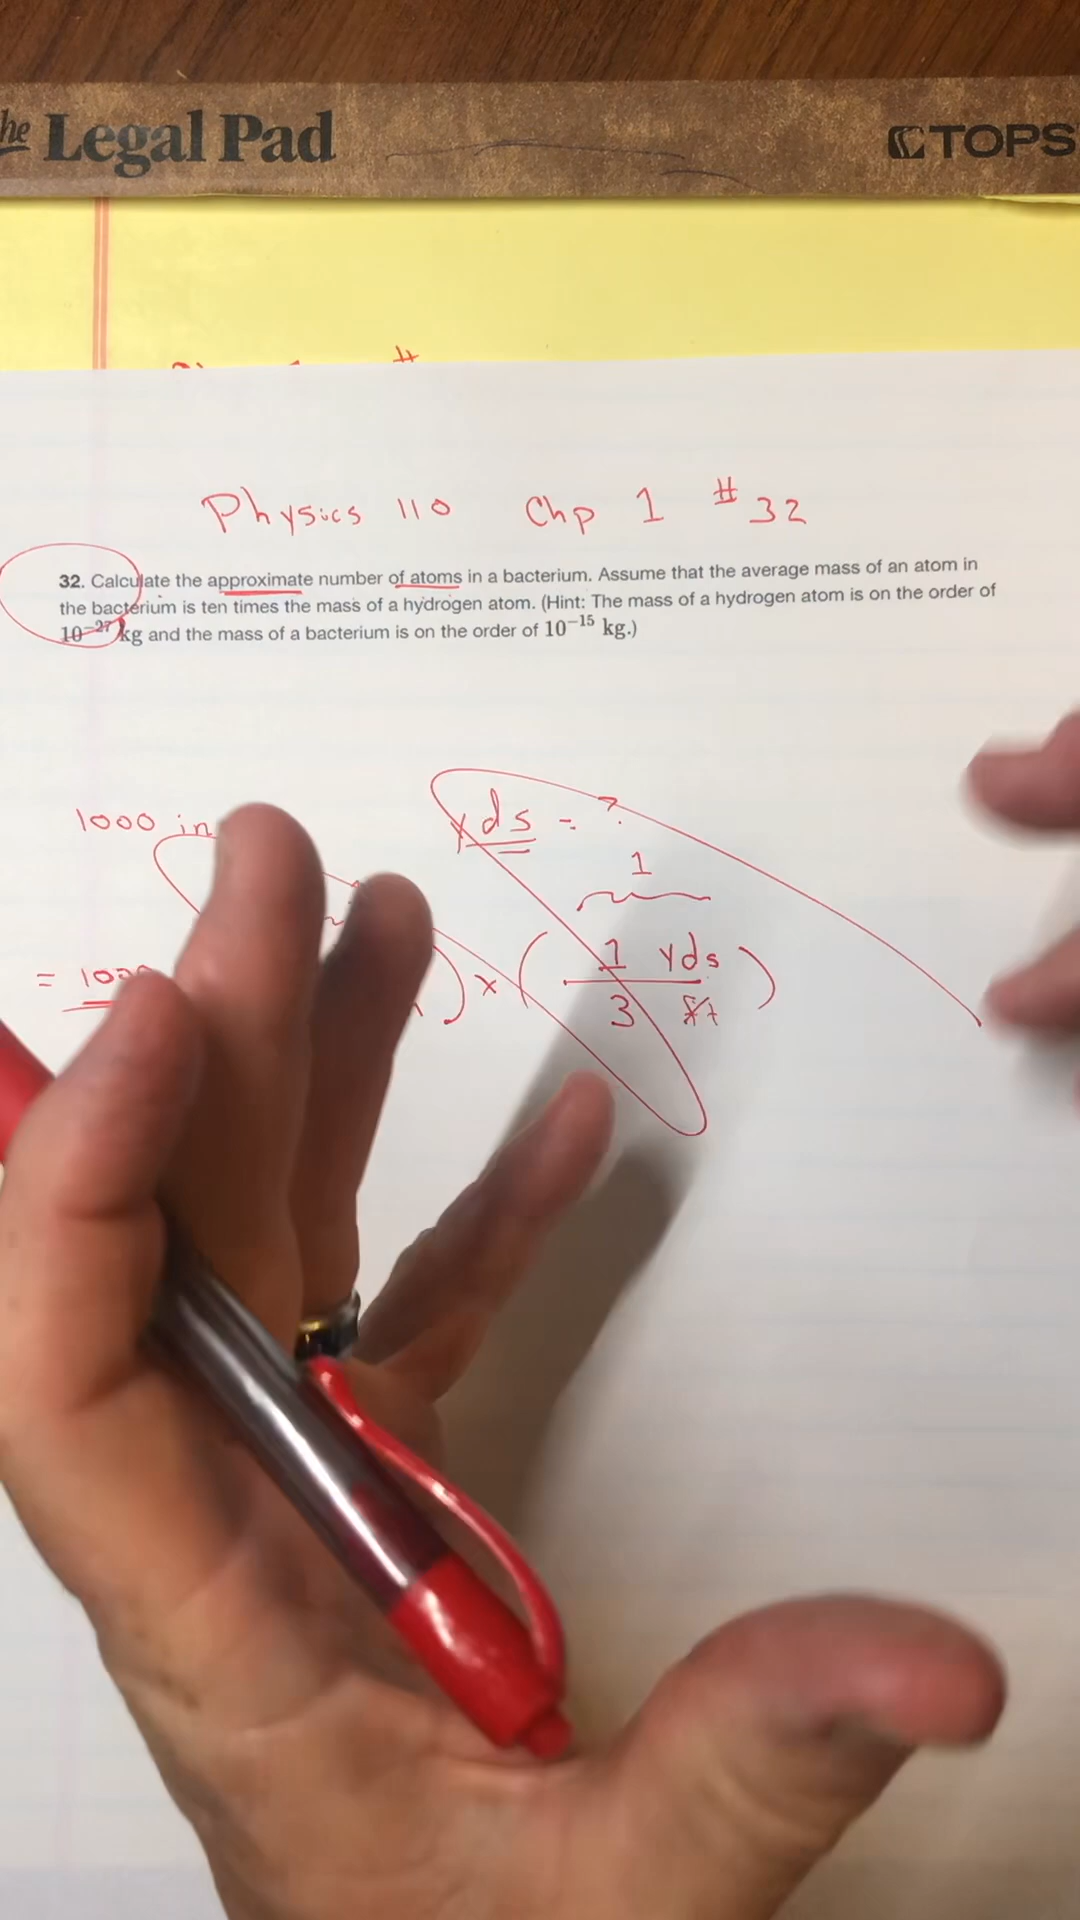 The Legal Pad
TOPS
#
Physics 110 Chp 1 #32
32. Calculate the approximate number of atoms in a bacterium. Assume that the average mass of an atom in
the bacterium is ten times the mass of a hydrogen atom. (Hint: The mass of a hydrogen atom is on the order of
10⁻²⁷ kg and the mass of a bacterium is on the order of 10⁻¹⁵ kg.)
1000 in
yds = ?
1
= 100
) x ( 1 yds )
3 ft